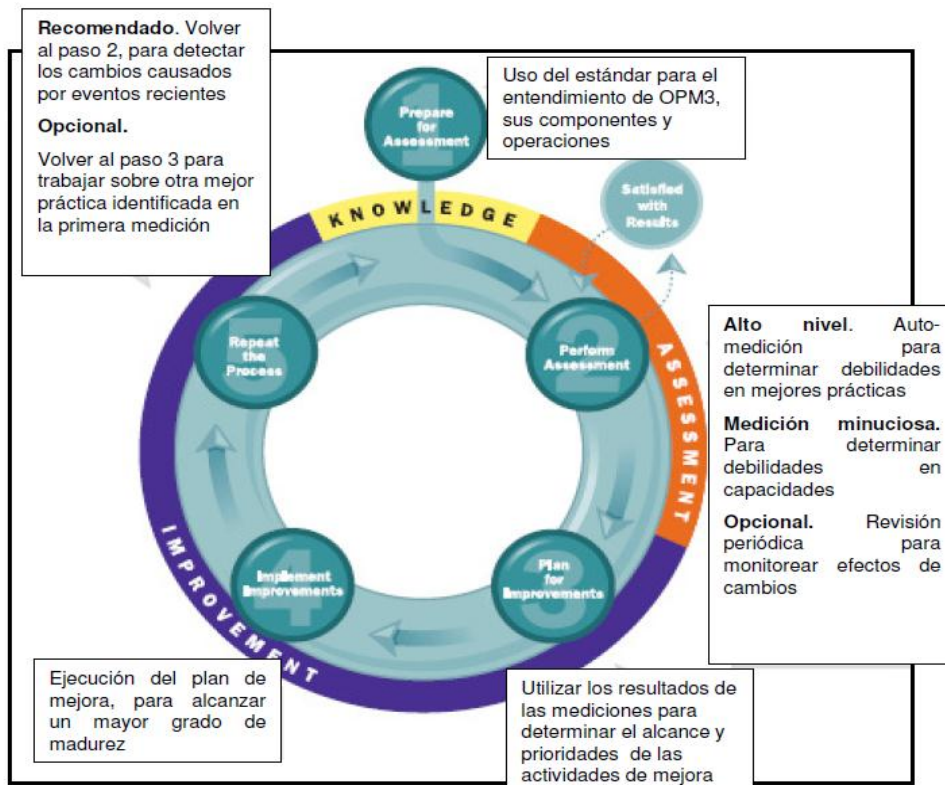 Recomendado. Volver
al paso 2, para detectar
los cambios causados
por eventos recientes
Opcional.
Volver al paso 3 para
trabajar sobre otra mejor
práctica identificada en
la primera medición
1
Prepare
for
Assessment
Uso del estándar para el
entendimiento de OPM3,
sus componentes y
operaciones
Satisfied
with
Results
KNOWLEDGE
5
Repeat
the
Process
2
Perform
Assessment
ASSESSMENT
Alto nivel. Auto-
medición para
determinar debilidades
en mejores prácticas
Medición minuciosa.
Para determinar
debilidades en
capacidades
Opcional. Revisión
periódica para
monitorear efectos de
cambios
4
Implement
Improvements
3
Plan
for
Improvements
IMPROVEMENT
Ejecución del plan de
mejora, para alcanzar
un mayor grado de
madurez
Utilizar los resultados de
las mediciones para
determinar el alcance y
prioridades de las
actividades de mejora